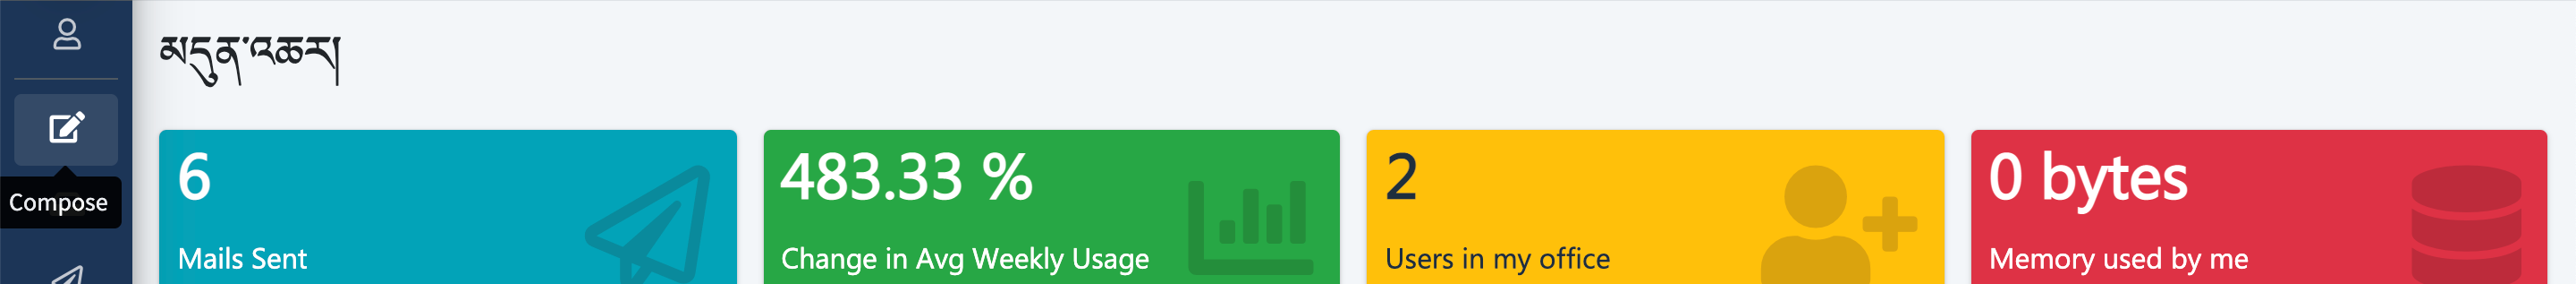 མདུན་འཆར།
6
Mails Sent
483.33 %
Change in Avg Weekly Usage
2
Users in my office
0 bytes
Memory used by me
Compose